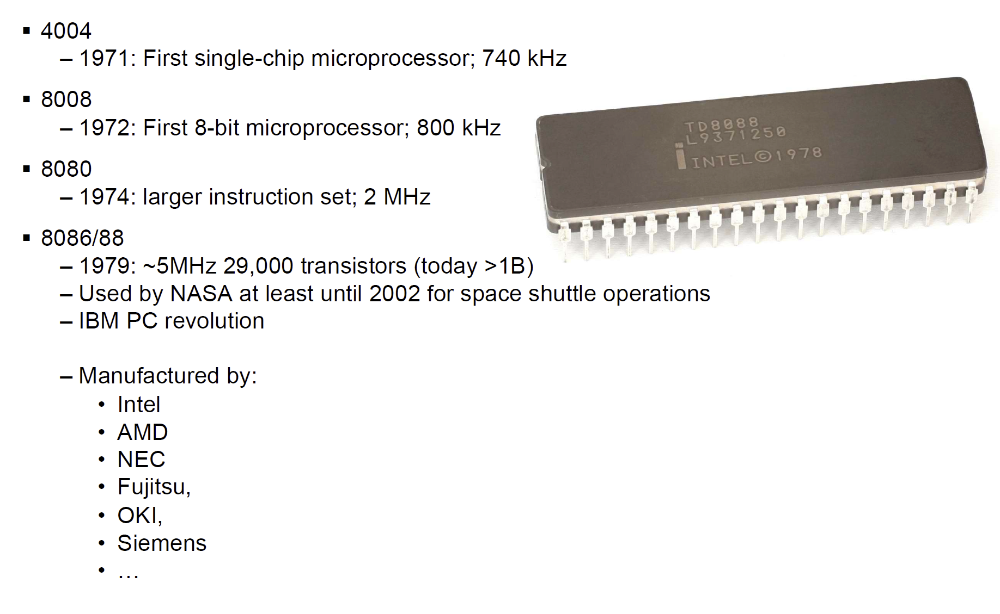 ▪ 4004
– 1971: First single-chip microprocessor; 740 kHz
▪ 8008
– 1972: First 8-bit microprocessor; 800 kHz
▪ 8080
– 1974: larger instruction set; 2 MHz
▪ 8086/88
– 1979: ~5MHz 29,000 transistors (today >1B)
– Used by NASA at least until 2002 for space shuttle operations
– IBM PC revolution
– Manufactured by:
• Intel
• AMD
• NEC
• Fujitsu,
• OKI,
• Siemens
• …
TD8088
L9371250
i INTEL©1978